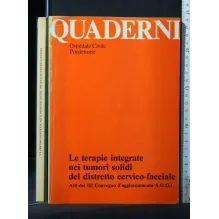 QUADERNI
Ospedale Civile
Pordenone
Le terapie integrate
nei tumori solidi
del distretto cervico-facciale
Atti del III Convegno d'aggiornamento A.O.O.I.